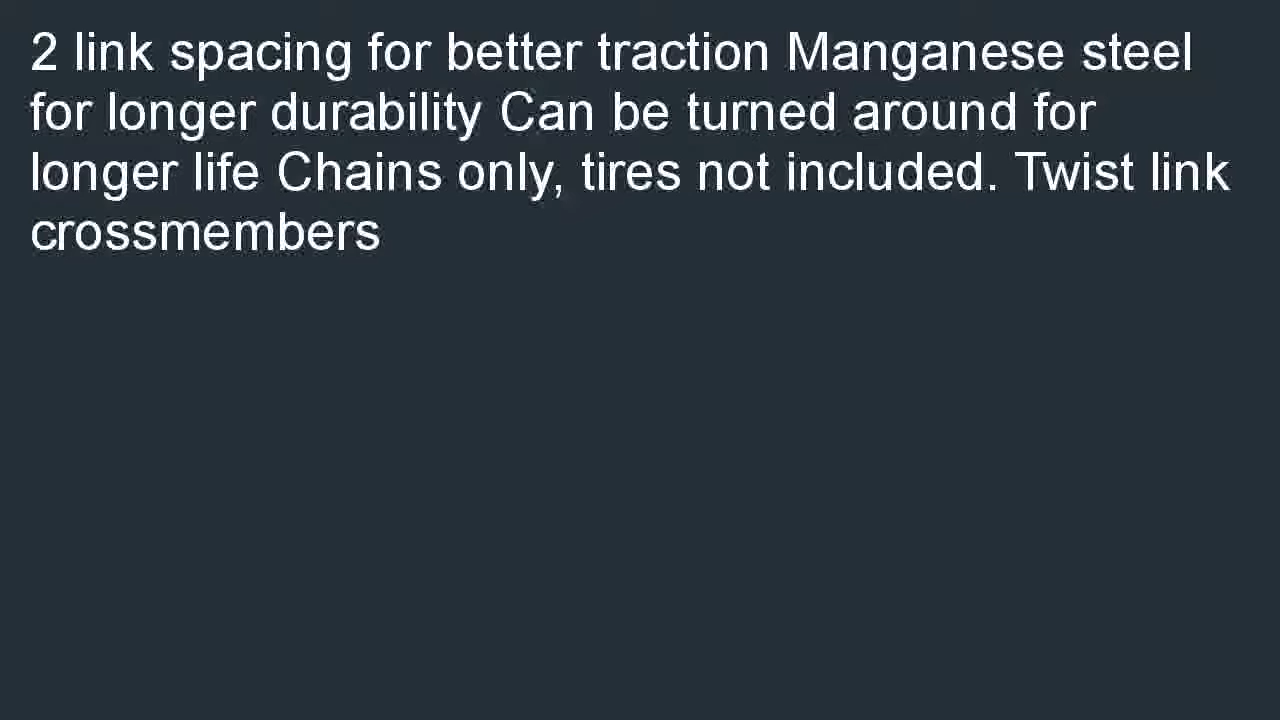 2 link spacing for better traction Manganese steel
for longer durability Can be turned around for
longer life Chains only, tires not included. Twist link
crossmembers